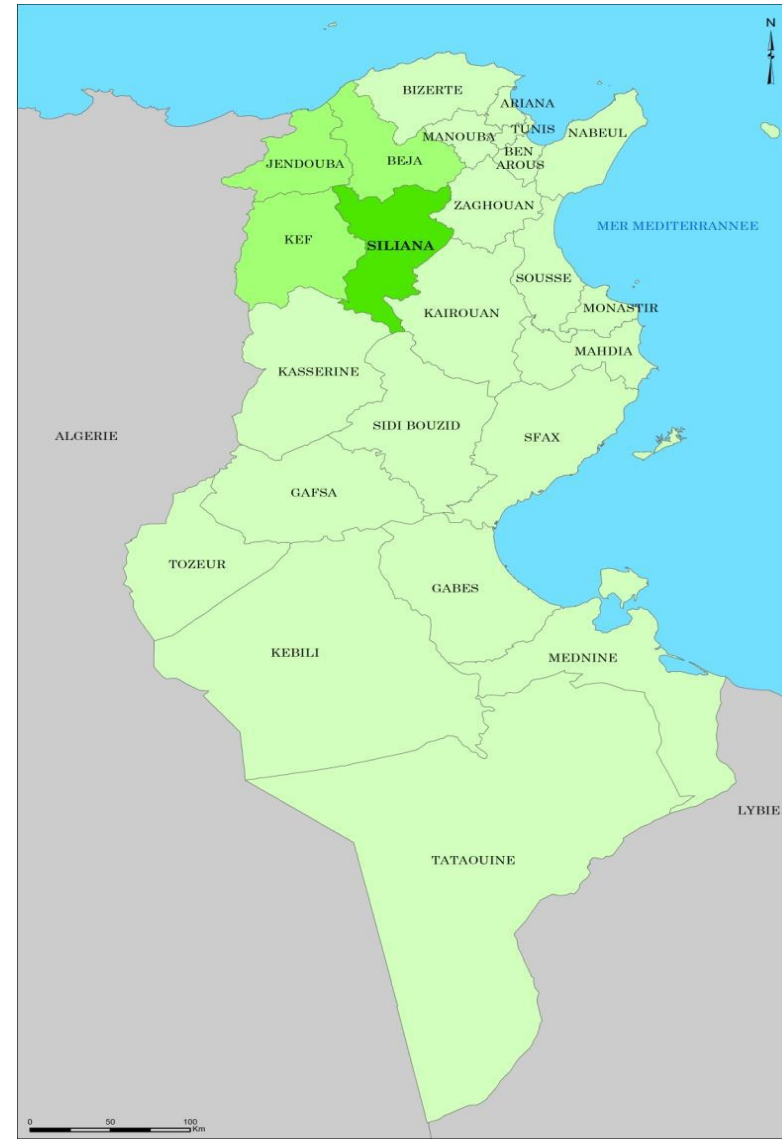 N
BIZERTE
ARIANA
TUNIS
MANOUBA
NABEUL
BEN
AROUS
JENDOUBA
BEJA
ZAGHOUAN
MER MEDITERRANNEE
KEF
SILIANA
SOUSSE
MONASTIR
KAIROUAN
MAHDIA
KASSERINE
SIDI BOUZID
ALGERIE
SFAX
GAFSA
TOZEUR
GABES
KEBILI
MEDNINE
LYBIE
TATAOUINE
0 50 100
Km